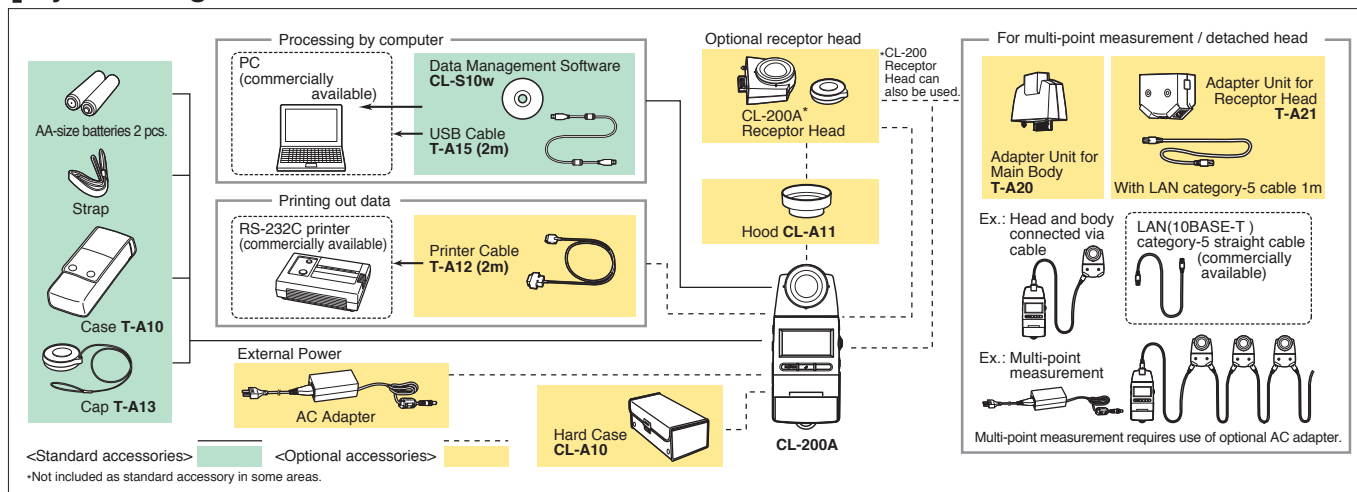 AA-size batteries 2 pcs.
Strap
Case T-A10
Cap T-A13
Processing by computer
PC
(commercially
available)
Data Management Software
CL-S10w
USB Cable
T-A15 (2m)
Printing out data
RS-232C printer
(commercially available)
Printer Cable
T-A12 (2m)
External Power
AC Adapter
Hard Case
CL-A10
Optional receptor head
CL-200A*
Receptor Head
*CL-200
Receptor
Head can
also be used.
Hood CL-A11
CL-200A
For multi-point measurement / detached head
Adapter Unit for
Main Body
T-A20
Adapter Unit for
Receptor Head
T-A21
With LAN category-5 cable 1m
Ex.: Head and body
connected via
cable
LAN(10BASE-T )
category-5 straight cable
(commercially
available)
Ex.: Multi-point
measurement
Multi-point measurement requires use of optional AC adapter.
<Standard accessories>
<Optional accessories>
*Not included as standard accessory in some areas.